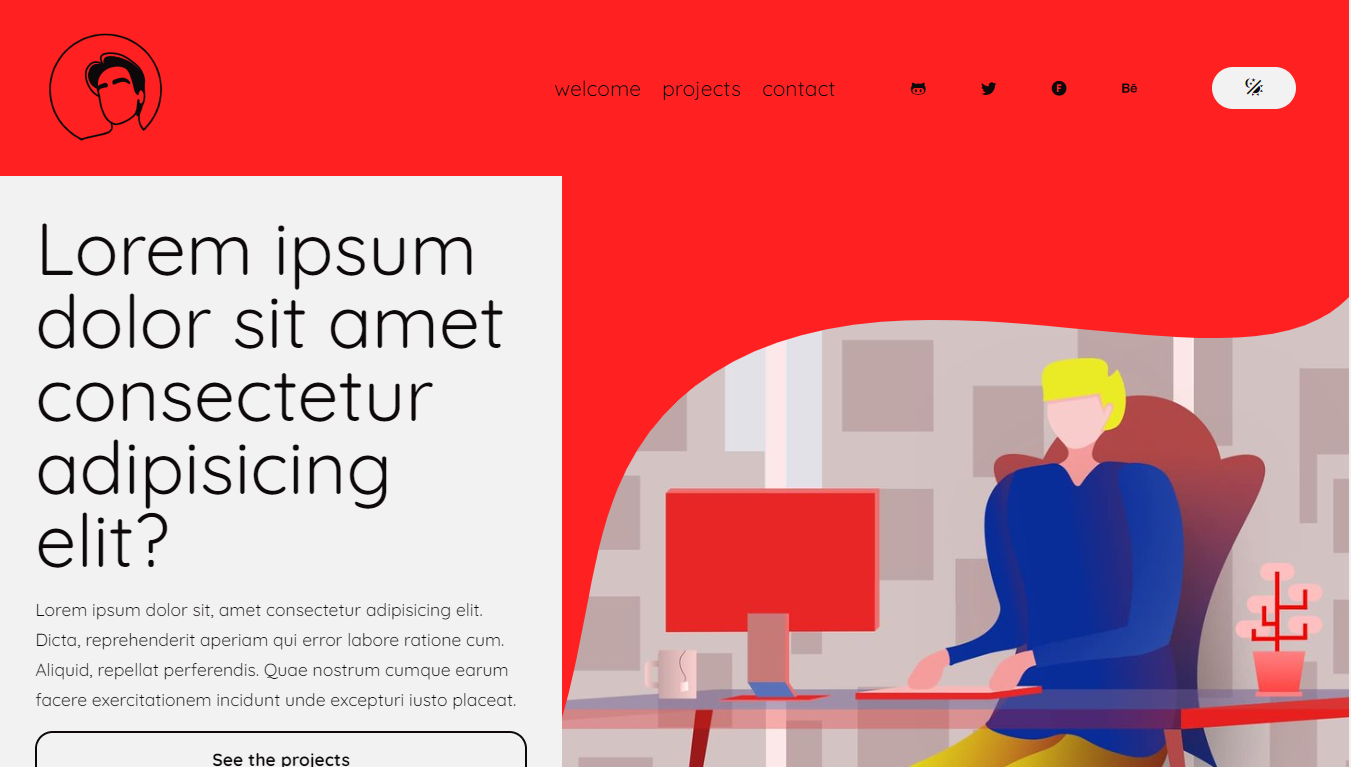 welcome projects contact Bē
Lorem ipsum
dolor sit amet
consectetur
adipisicing
elit?
Lorem ipsum dolor sit, amet consectetur adipisicing elit.
Dicta, reprehenderit aperiam qui error labore ratione cum.
Aliquid, repellat perferendis. Quae nostrum cumque earum
facere exercitationem incidunt unde excepturi iusto placeat.
See the projects